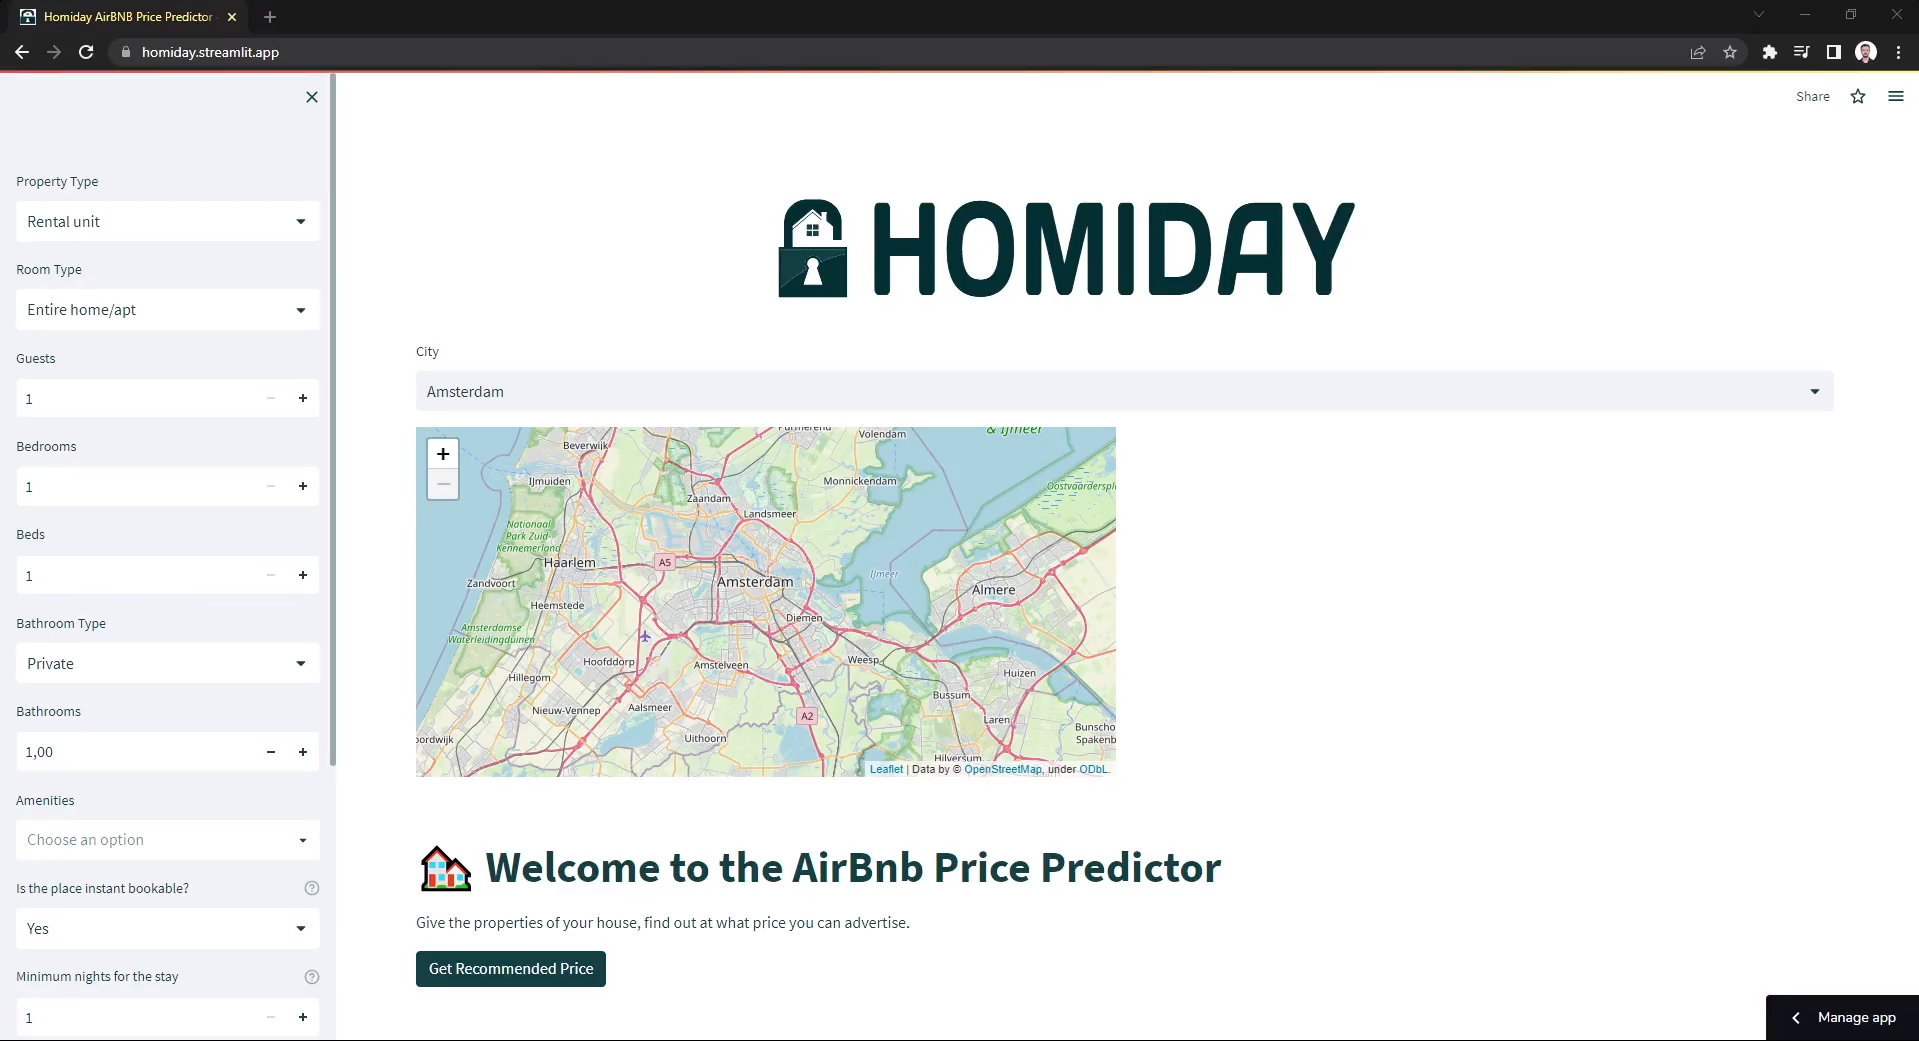 Homiday AirBNB Price Predictor
homiday.streamlit.app
Share
Property Type
Rental unit
Room Type
Entire home/apt
Guests
1
Bedrooms
1
Beds
1
Bathroom Type
Private
Bathrooms
1,00
Amenities
Choose an option
Is the place instant bookable?
Yes
Minimum nights for the stay
1
HOMIDAY
City
Amsterdam
+
−
Purmerend
Volendam
& IJmeer
Beverwijk
IJmuiden
Monnickendam
Zaandam
Landsmeer
Nationaal
Park Zuid
Kennemerland
Haarlem
A5
Amsterdam
IJmeer
Zandvoort
Almere
Heemstede
Diemen
Amsterdamse
Waterleidingduinen
Hoofddorp
Amstelveen
Weesp
Huizen
Hillegom
Bussum
Nieuw-Vennep
Aalsmeer
A2
Laren
Uithoorn
Hilversum
Leaflet | Data by © OpenStreetMap, under ODbL.
Welcome to the AirBnb Price Predictor
Give the properties of your house, find out at what price you can advertise.
Get Recommended Price
Manage app